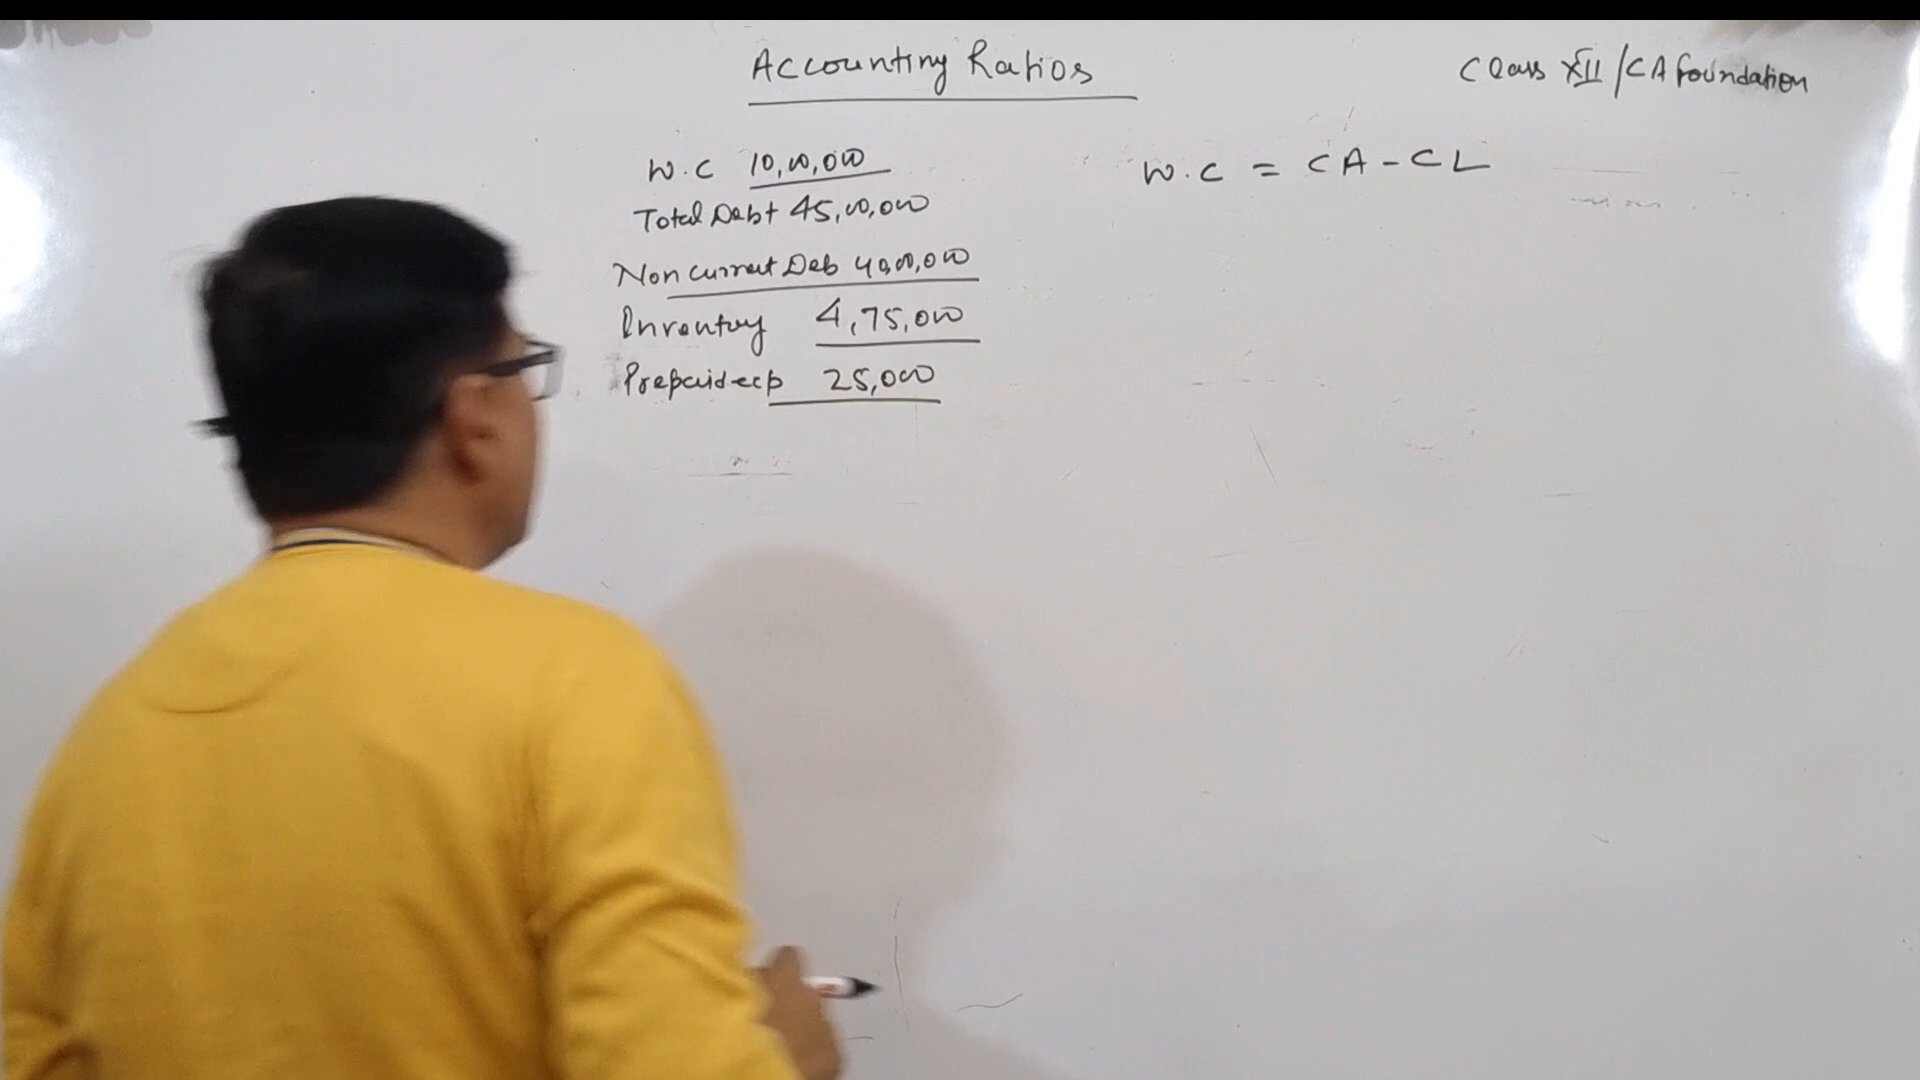 Accounting Ratios
Class XII / CA Foundation
W.C 10,00,000
W.C = CA - CL
Total Debt 45,00,000
Non current Deb 40,00,000
Inventory 4,75,000
Prepaid exp 25,000